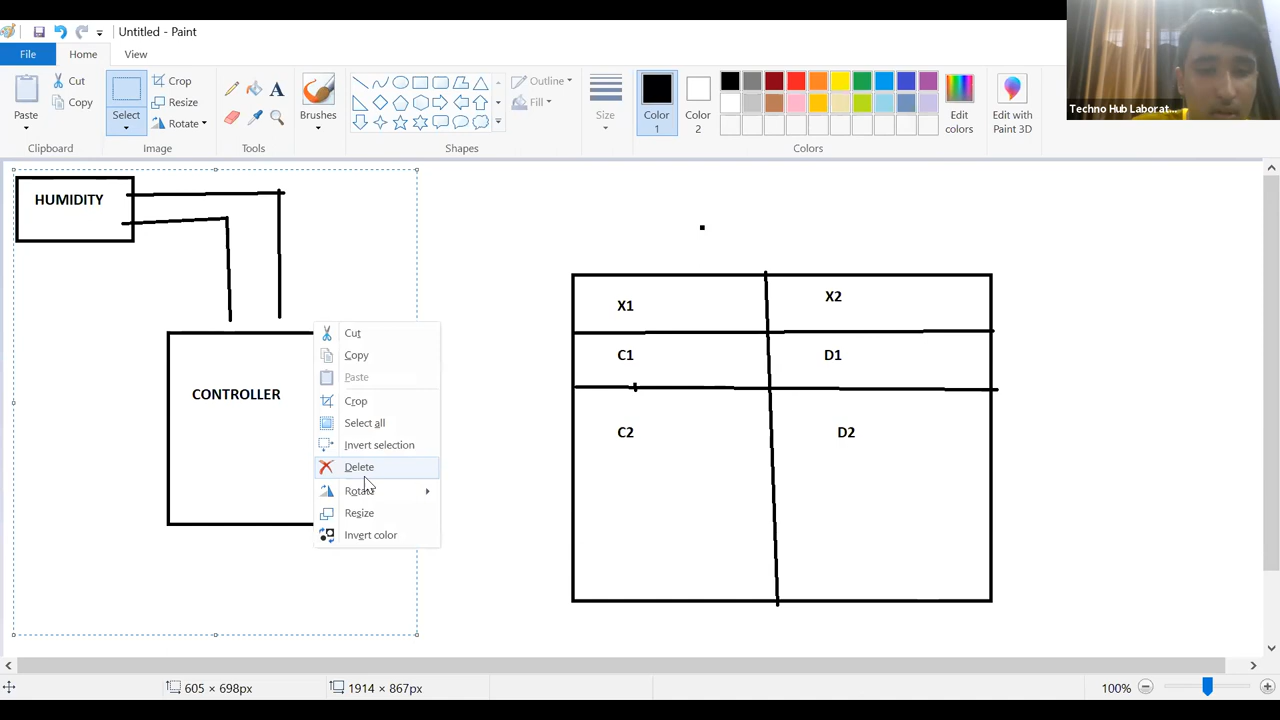 Untitled - Paint
File Home View
Paste
Cut
Copy
Clipboard
Select
Crop
Resize
Rotate
Image
Tools
Brushes
Outline
Fill
Shapes
Size
Color 1
Color 2
Edit colors
Colors
Edit with Paint 3D
Techno Hub Laborat...
HUMIDITY
CONTROLLER
Cut
Copy
Paste
Crop
Select all
Invert selection
Delete
Rotate
Resize
Invert color
X1 X2
C1 D1
C2 D2
605 × 698px
1914 × 867px
100%